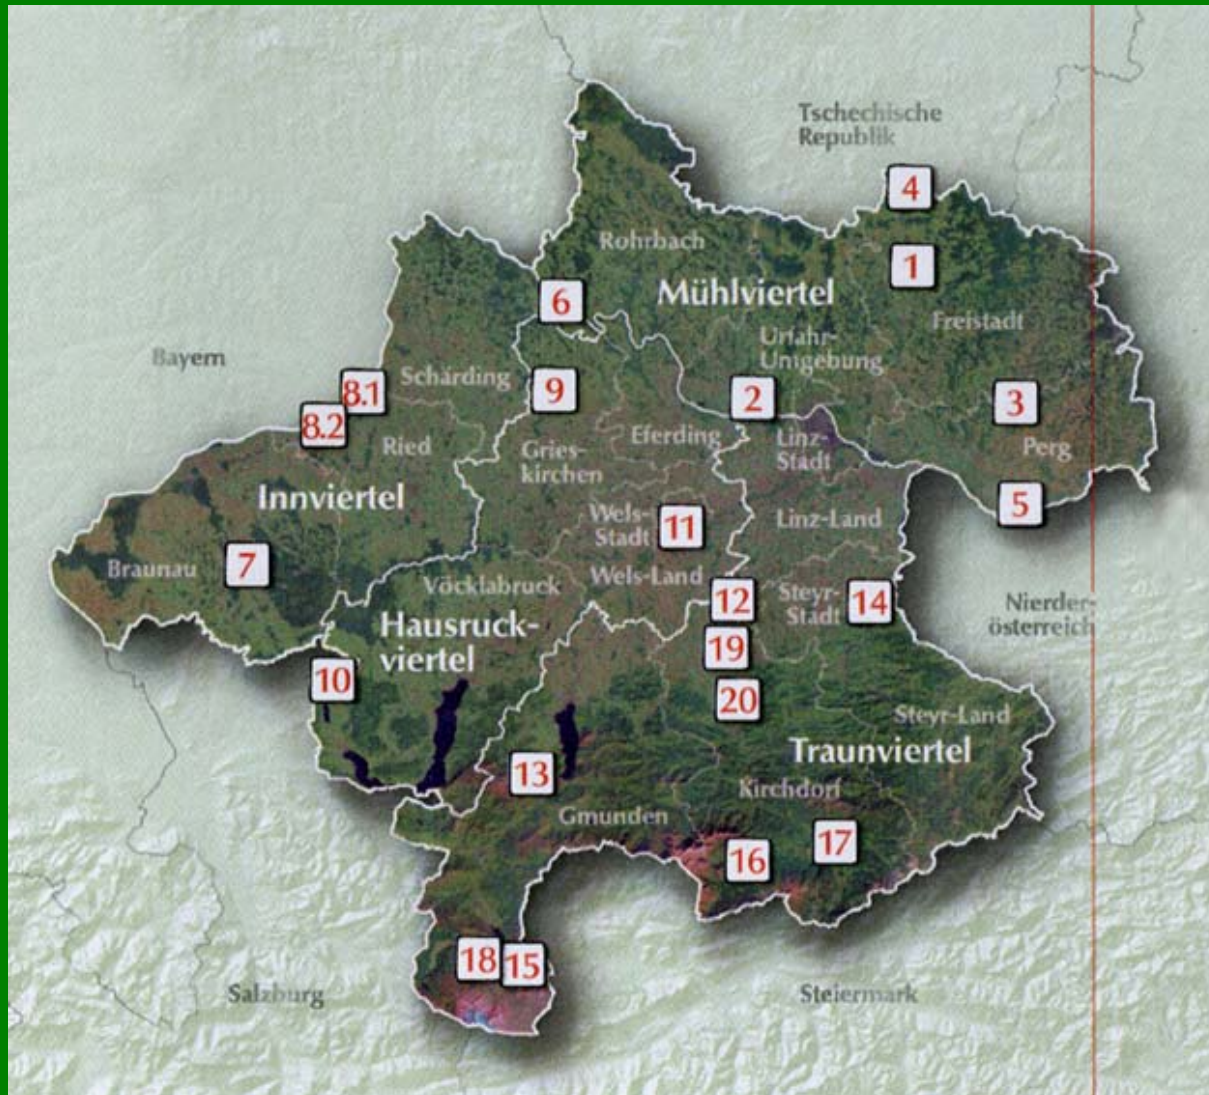 Tschechische
Republik
4
Rohrbach
1
6
Mühlviertel
Freistadt
Bayern
Urfahr-
Umgebung
8.1
Schärding
9
2
3
8.2
Ried
Eferding
Linz-
Stadt
Perg
Gries-
kirchen
Innviertel
5
Wels-
Stadt
11
Linz-Land
Braunau
7
Vöcklabruck
Wels-Land
12
Steyr-
Stadt
14
Nierder-
österreich
Hausruck-
viertel
19
10
20
Steyr-Land
Traunviertel
13
Kirchdorf
Gmunden
16
17
18
15
Salzburg
Steiermark